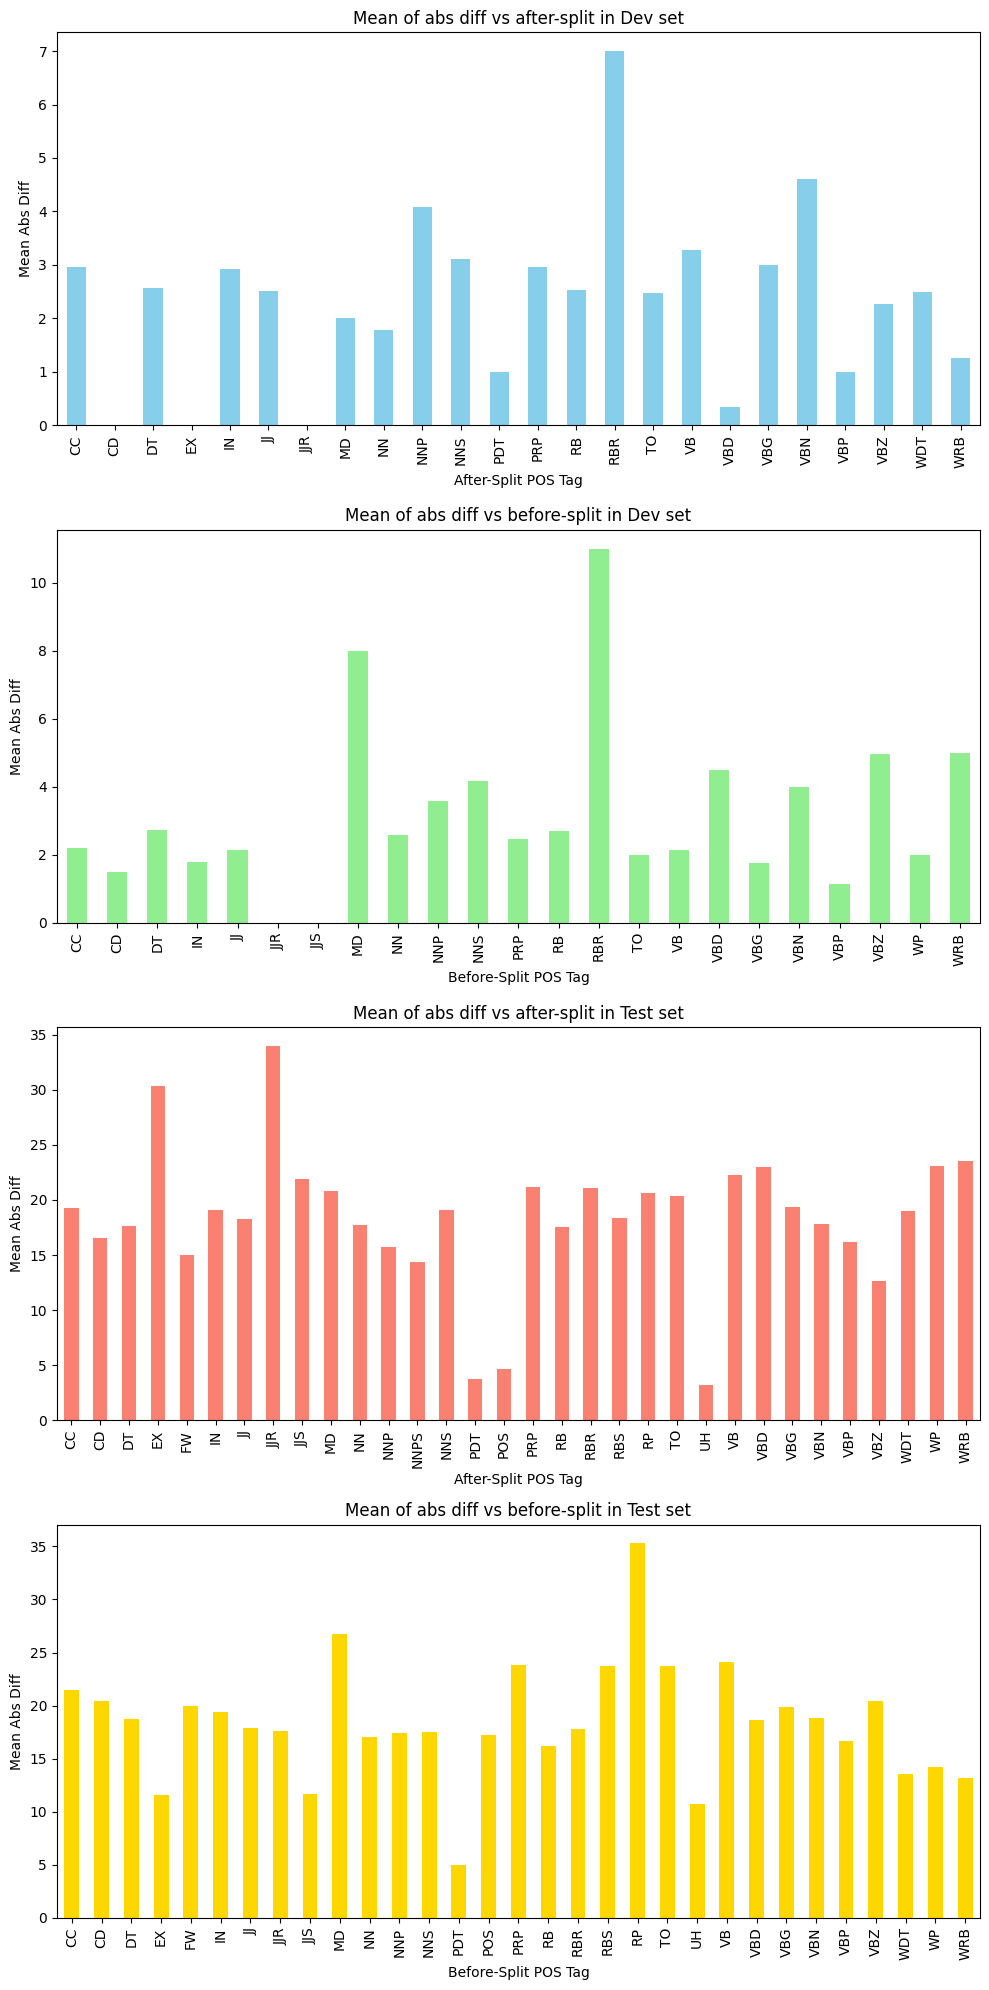 Mean of abs diff vs after-split in Dev set
7
6
5
4
3
2
1
0
Mean Abs Diff
CC CD DT EX IN JJ JJR MD NN NNP NNS PDT PRP RB RBR TO VB VBD VBG VBN VBP VBZ WDT WRB
After-Split POS Tag
Mean of abs diff vs before-split in Dev set
10
8
6
4
2
0
Mean Abs Diff
CC CD DT IN JJ JJR JJS MD NN NNP NNS PRP RB RBR TO VB VBD VBG VBN VBP VBZ WP WRB
Before-Split POS Tag
Mean of abs diff vs after-split in Test set
35
30
25
20
15
10
5
0
Mean Abs Diff
CC CD DT EX FW IN JJ JJR JJS MD NN NNP NNPS NNS PDT POS PRP RB RBR RBS RP TO UH VB VBD VBG VBN VBP VBZ WDT WP WRB
After-Split POS Tag
Mean of abs diff vs before-split in Test set
35
30
25
20
15
10
5
0
Mean Abs Diff
CC CD DT EX FW IN JJ JJR JJS MD NN NNP NNS PDT POS PRP RB RBR RBS RP TO UH VB VBD VBG VBN VBP VBZ WDT WP WRB
Before-Split POS Tag